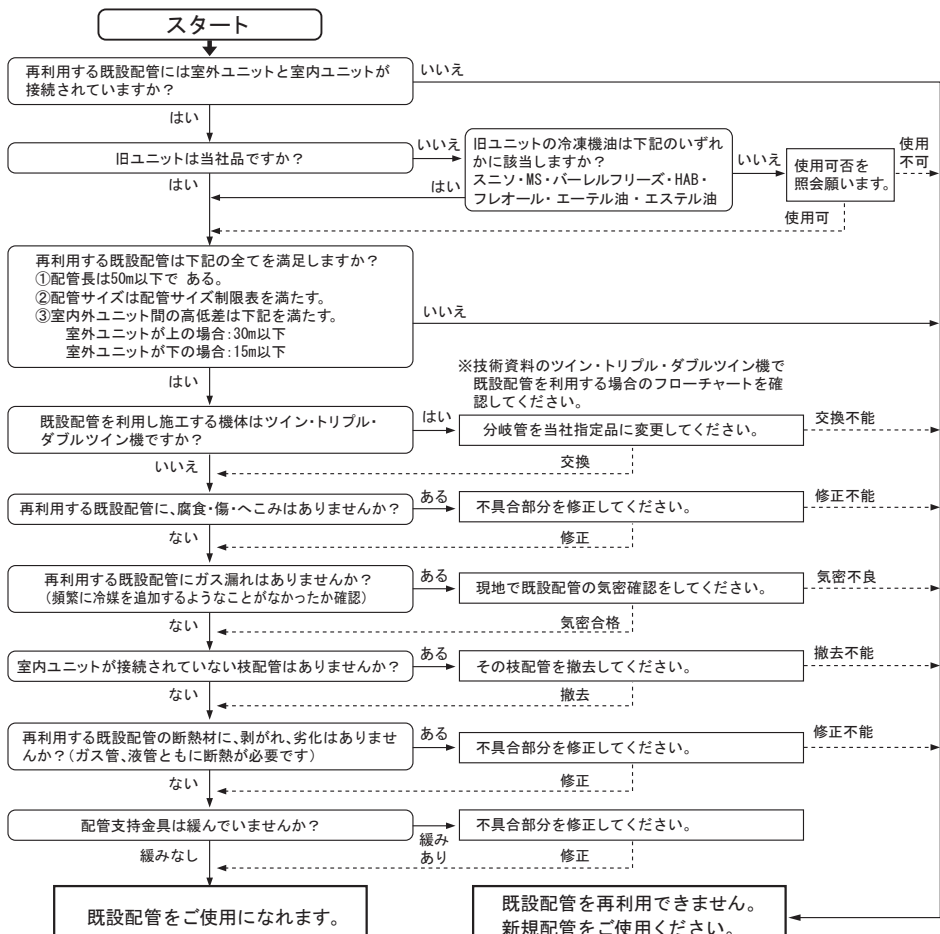 スタート
再利用する既設配管には室外ユニットと室内ユニットが
接続されていますか？
いいえ
はい
旧ユニットは当社品ですか？
いいえ
はい
旧ユニットの冷凍機油は下記のいずれ
かに該当しますか？
スニソ・MS・バーレルフリーズ・HAB・
フレオール・エーテル油・エステル油
いいえ
はい
使用可否を
照会願います。
使用
不可
使用可
再利用する既設配管は下記の全てを満足しますか？
①配管長は50m以下で ある。
②配管サイズは配管サイズ制限表を満たす。
③室内外ユニット間の高低差は下記を満たす。
室外ユニットが上の場合：30m以下
室外ユニットが下の場合：15m以下
いいえ
はい
※技術資料のツイン・トリプル・ダブルツイン機で
既設配管を利用する場合のフローチャートを確
認してください。
既設配管を利用し施工する機体はツイン・トリプル・
ダブルツイン機ですか？
はい
分岐管を当社指定品に変更してください。
交換不能
いいえ
交換
再利用する既設配管に、腐食・傷・へこみはありませんか？
ある
不具合部分を修正してください。
修正不能
ない
修正
再利用する既設配管にガス漏れはありませんか？
（頻繁に冷媒を追加するようなことがなかったか確認）
ある
現地で既設配管の気密確認をしてください。
気密不良
ない
気密合格
室内ユニットが接続されていない枝配管はありませんか？
ある
その枝配管を撤去してください。
撤去不能
ない
撤去
再利用する既設配管の断熱材に、剥がれ、劣化はありませ
んか？（ガス管、液管ともに断熱が必要です）
ある
不具合部分を修正してください。
修正不能
ない
修正
配管支持金具は緩んでいませんか？
緩み
あり
不具合部分を修正してください。
緩みなし
修正
既設配管をご使用になれます。
既設配管を再利用できません。
新規配管をご使用ください。